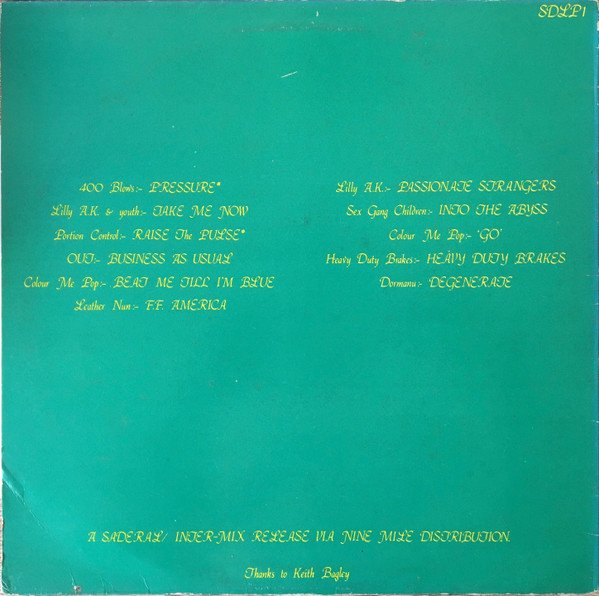 SDLP1
400 Blows:- PRESSURE*
Lilly A.K. & youth:- TAKE ME NOW
Portion Control:- RAISE The PULSE*
OUT:- BUSINESS AS USUAL
Colour Me Pop:- BEAT ME TILL I'M BLUE
Leather Nun:- F.F. AMERICA
Lilly A.K.:- PASSIONATE STRANGERS
Sex Gang Children:- INTO THE ABYSS
Colour Me Pop:- 'GO'
Heavy Duty Brakes:- HEAVY DUTY BRAKES
Dormanu:- DEGENERATE
A SADERAL/ INTER-MIX RELEASE VIA NINE MILE DISTRIBUTION.
Thanks to Keith Bagley